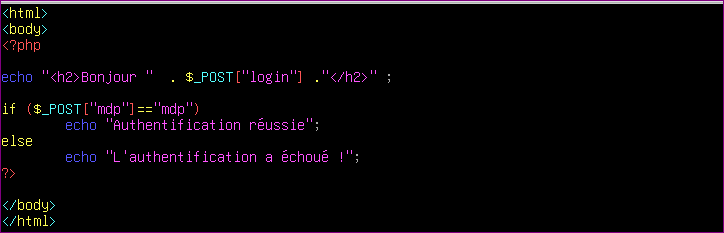 <html>
<body>
<?php
echo "<h2>Bonjour "  . $_POST["login"] ."</h2>" ;
if ($_POST["mdp"]=="mdp")
        echo "Authentification réussie";
else
        echo "L'authentification a échoué !";
?>
</body>
</html>